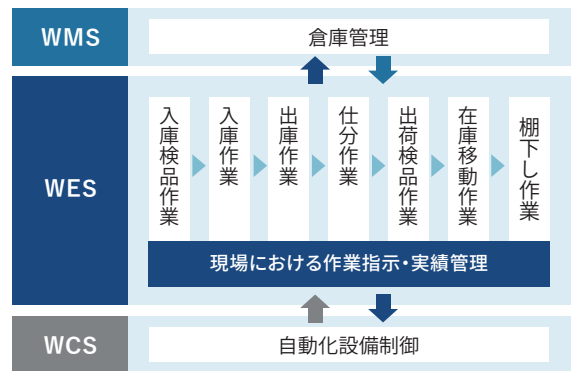 WMS
倉庫管理
WES
入庫検品作業
入庫作業
出庫作業
仕分作業
出荷検品作業
在庫移動作業
棚下し作業
現場における作業指示・実績管理
WCS
自動化設備制御